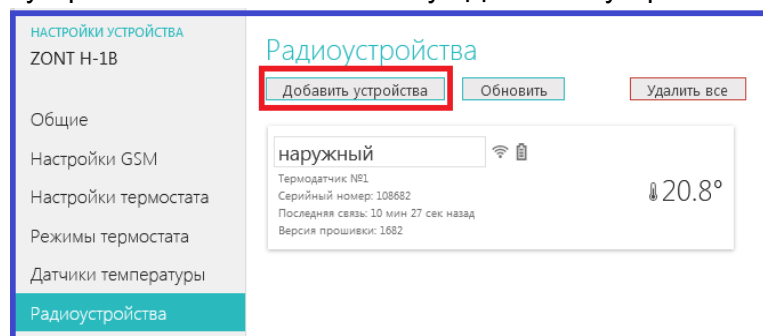 НАСТРОЙКИ УСТРОЙСТВА
ZONT H-1B
Общие
Настройки GSM
Настройки термостата
Режимы термостата
Датчики температуры
Радиоустройства
Радиоустройства
Добавить устройства Обновить Удалить все
наружный
Термодатчик №1
Серийный номер: 108682
Последняя связь: 10 мин 27 сек назад
Версия прошивки: 1682
20.8°